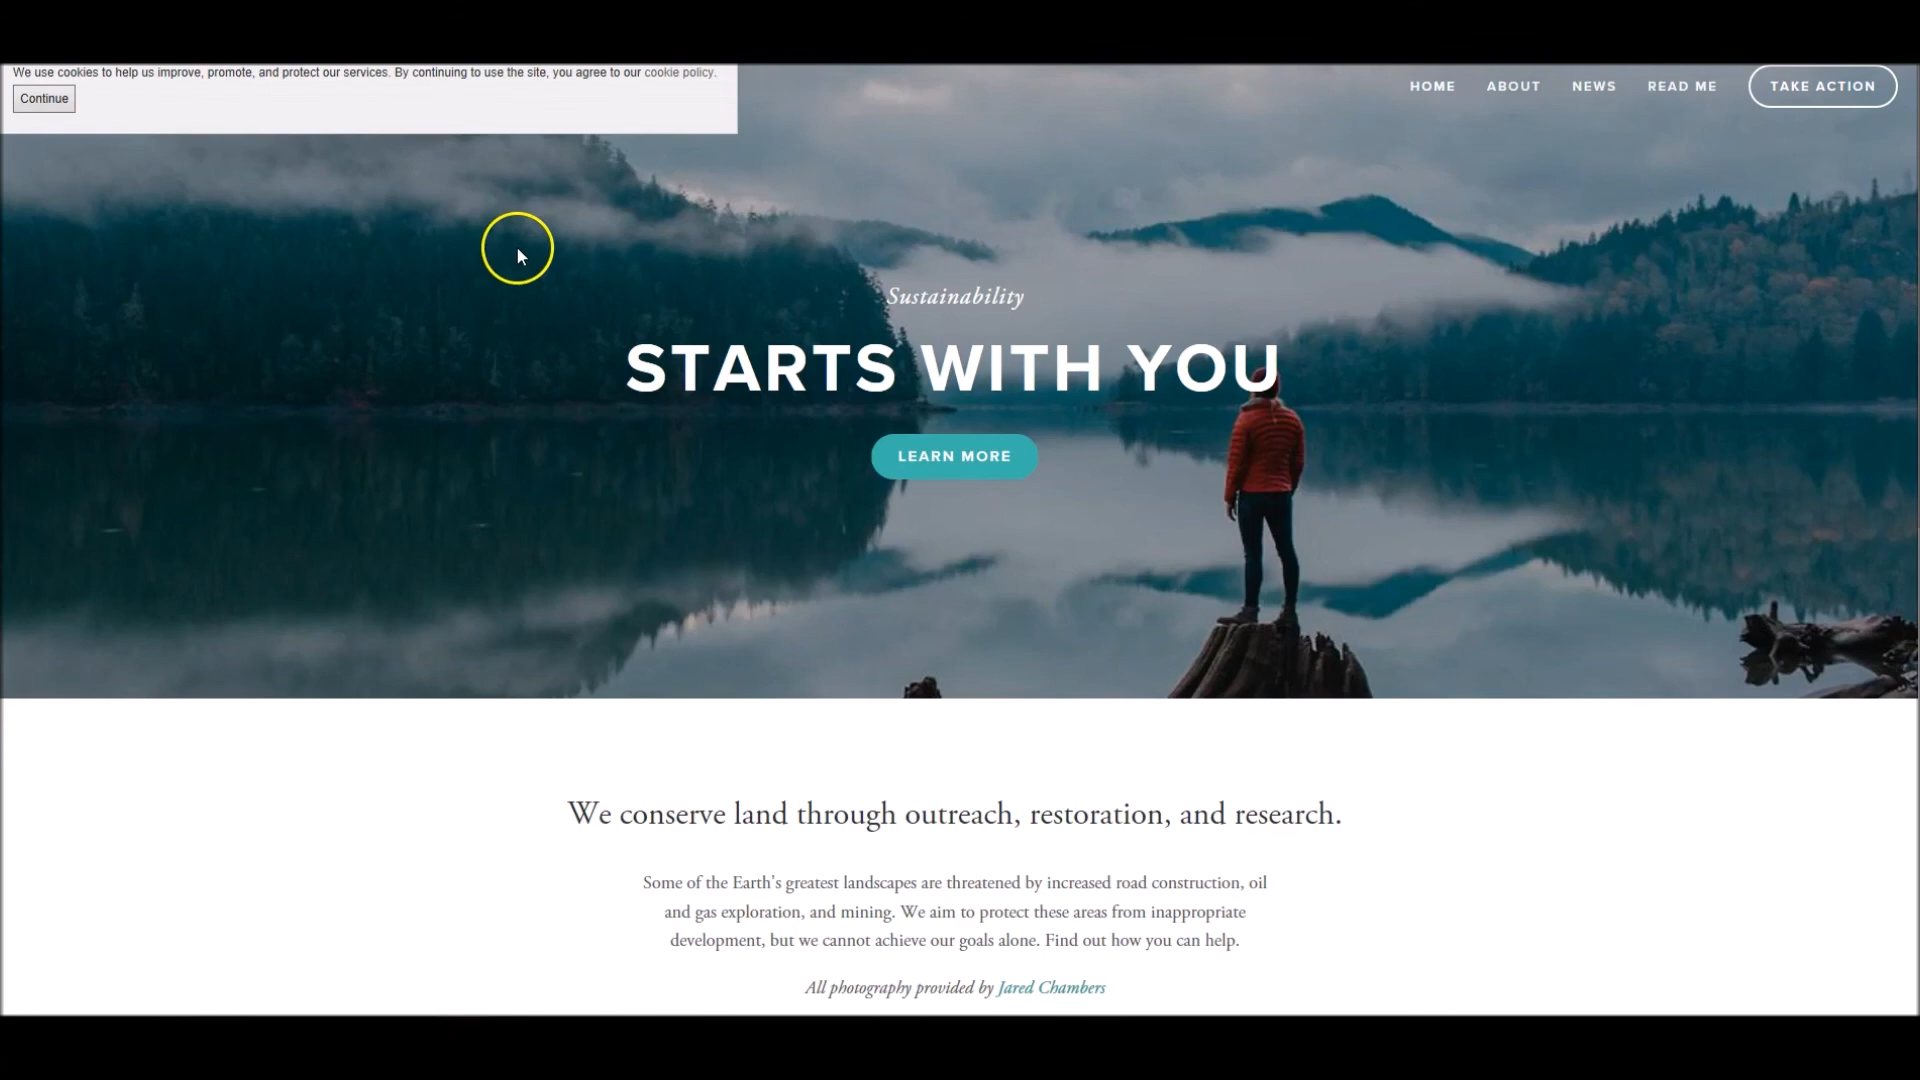 We use cookies to help us improve, promote, and protect our services. By continuing to use the site, you agree to our cookie policy.
Continue
HOME ABOUT NEWS READ ME TAKE ACTION
Sustainability
STARTS WITH YOU
LEARN MORE
We conserve land through outreach, restoration, and research.
Some of the Earth's greatest landscapes are threatened by increased road construction, oil
and gas exploration, and mining. We aim to protect these areas from inappropriate
development, but we cannot achieve our goals alone. Find out how you can help.
All photography provided by Jared Chambers